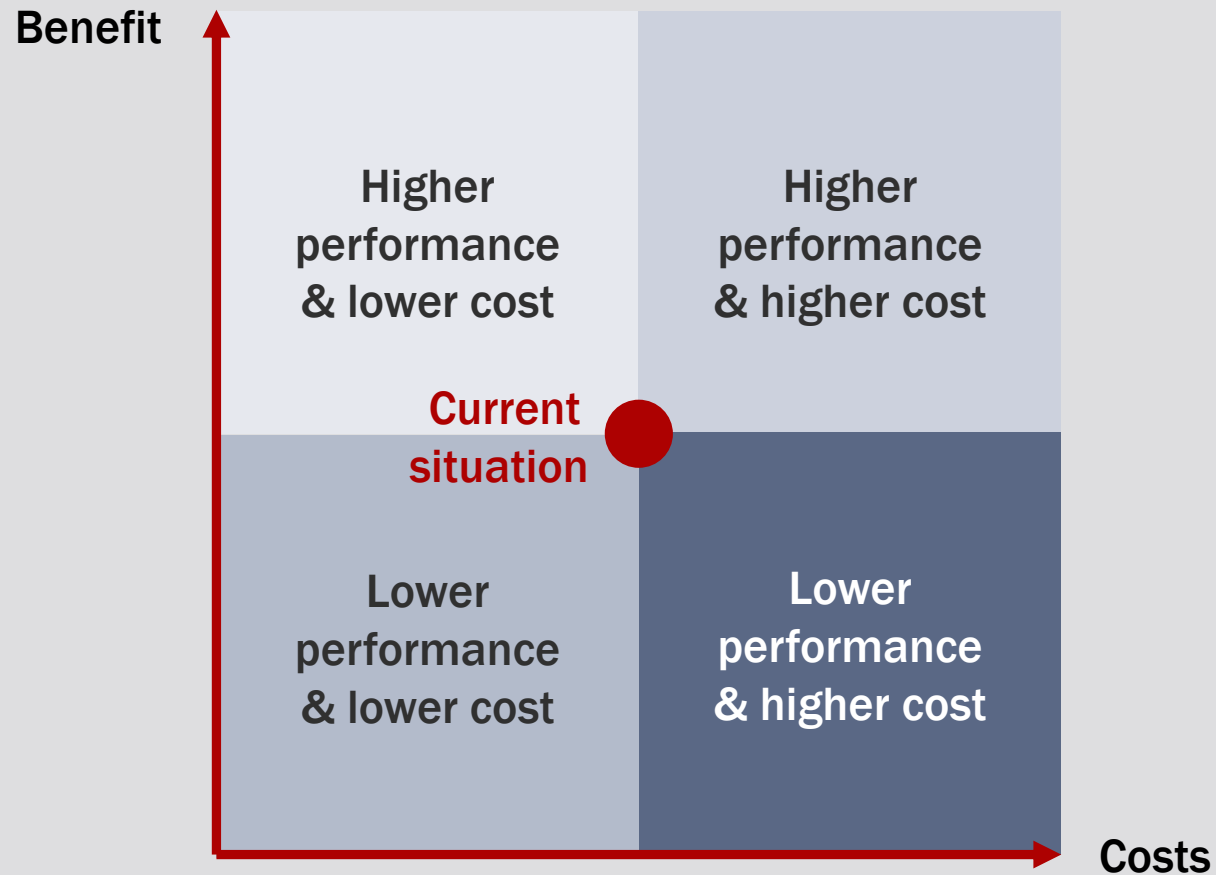 Benefit
Higher
performance
& lower cost
Higher
performance
& higher cost
Current
situation
Lower
performance
& lower cost
Lower
performance
& higher cost
Costs